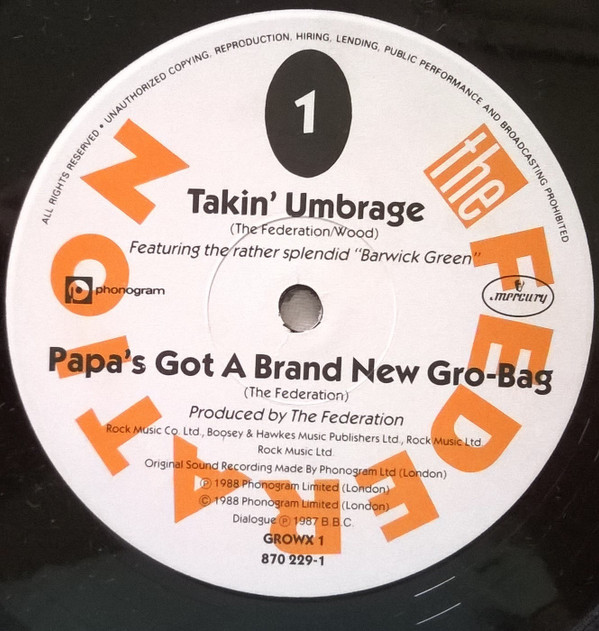 ALL RIGHTS RESERVED • UNAUTHORIZED COPYING, REPRODUCTION, HIRING, LENDING, PUBLIC PERFORMANCE AND BROADCASTING PROHIBITED
1
the FEDERATION
Takin' Umbrage
(The Federation/Wood)
Featuring the rather splendid "Barwick Green"
phonogram
mercury
Papa's Got A Brand New Gro-Bag
(The Federation)
Produced by The Federation
Rock Music Co. Ltd., Boosey & Hawkes Music Publishers Ltd., Rock Music Ltd.
Rock Music Ltd.
Original Sound Recording Made By Phonogram Ltd (London)
℗ 1988 Phonogram Limited (London)
© 1988 Phonogram Limited (London)
Dialogue ℗ 1987 B.B.C.
GROWX 1
870 229-1